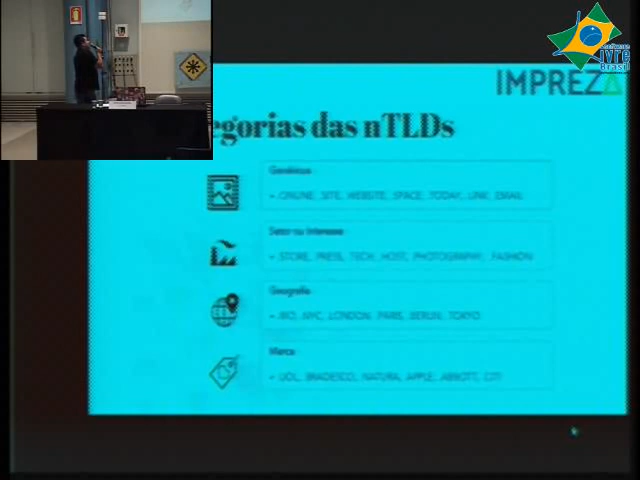 IMPREZA
egorias das nTLDs
Genéricos
• .ONLINE, .SITE, .WEBSITE, .SPACE, .TODAY, .LINK, .EMAIL
Setor ou Interesse
• .STORE, .PRESS, .TECH, .HOST, .PHOTOGRAPHY, .FASHION
Geografia
• .RIO, .NYC, .LONDON, .PARIS, .BERLIN, .TOKYO
Marca
• .UOL, .BRADESCO, .NATURA, .APPLE, .ABBOTT, .CITI